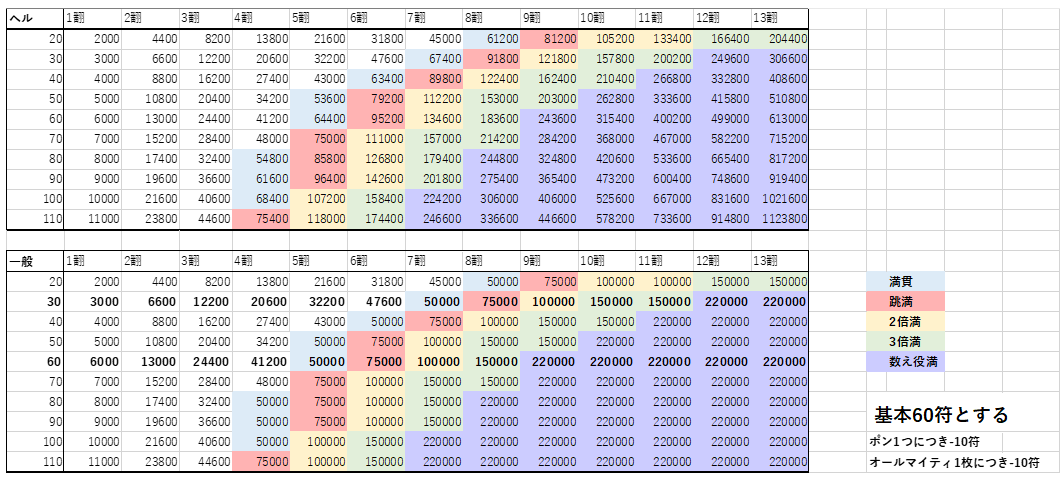 ヘル 1翻 2翻 3翻 4翻 5翻 6翻 7翻 8翻 9翻 10翻 11翻 12翻 13翻
20 2000 4400 8200 13800 21600 31800 45000 61200 81200 105200 133400 166400 204400
30 3000 6600 12200 20600 32200 47600 67400 91800 121800 157800 200200 249600 306600
40 4000 8800 16200 27400 43000 63400 89800 122400 162400 210400 266800 332800 408600
50 5000 10800 20400 34200 53600 79200 112200 153000 203000 262800 333600 415800 510800
60 6000 13000 24400 41200 64400 95200 134600 183600 243600 315400 400200 499000 613000
70 7000 15200 28400 48000 75000 111000 157000 214200 284200 368000 467000 582200 715200
80 8000 17400 32400 54800 85800 126800 179400 244800 324800 420600 533600 665400 817200
90 9000 19600 36600 61600 96400 142600 201800 275400 365400 473200 600400 748600 919400
100 10000 21600 40600 68400 107200 158400 224200 306000 406000 525600 667000 831600 1021600
110 11000 23800 44600 75400 118000 174400 246600 336600 446600 578200 733600 914800 1123800
一般 1翻 2翻 3翻 4翻 5翻 6翻 7翻 8翻 9翻 10翻 11翻 12翻 13翻
20 2000 4400 8200 13800 21600 31800 45000 50000 75000 100000 100000 150000 150000 満貫
30 3000 6600 12200 20600 32200 47600 50000 75000 100000 150000 150000 220000 220000 跳満
40 4000 8800 16200 27400 43000 50000 75000 100000 150000 150000 220000 220000 220000 2倍満
50 5000 10800 20400 34200 50000 75000 100000 150000 150000 220000 220000 220000 220000 3倍満
60 6000 13000 24400 41200 50000 75000 100000 150000 220000 220000 220000 220000 220000 数え役満
70 7000 15200 28400 48000 75000 100000 150000 150000 220000 220000 220000 220000 220000
80 8000 17400 32400 50000 75000 100000 150000 220000 220000 220000 220000 220000 220000
90 9000 19600 36600 50000 75000 100000 150000 220000 220000 220000 220000 220000 220000
基本60符とする
100 10000 21600 40600 50000 100000 150000 220000 220000 220000 220000 220000 220000 220000 ポン1つにつき-10符
110 11000 23800 44600 75000 100000 150000 220000 220000 220000 220000 220000 220000 220000 オールマイティ1枚につき-10符